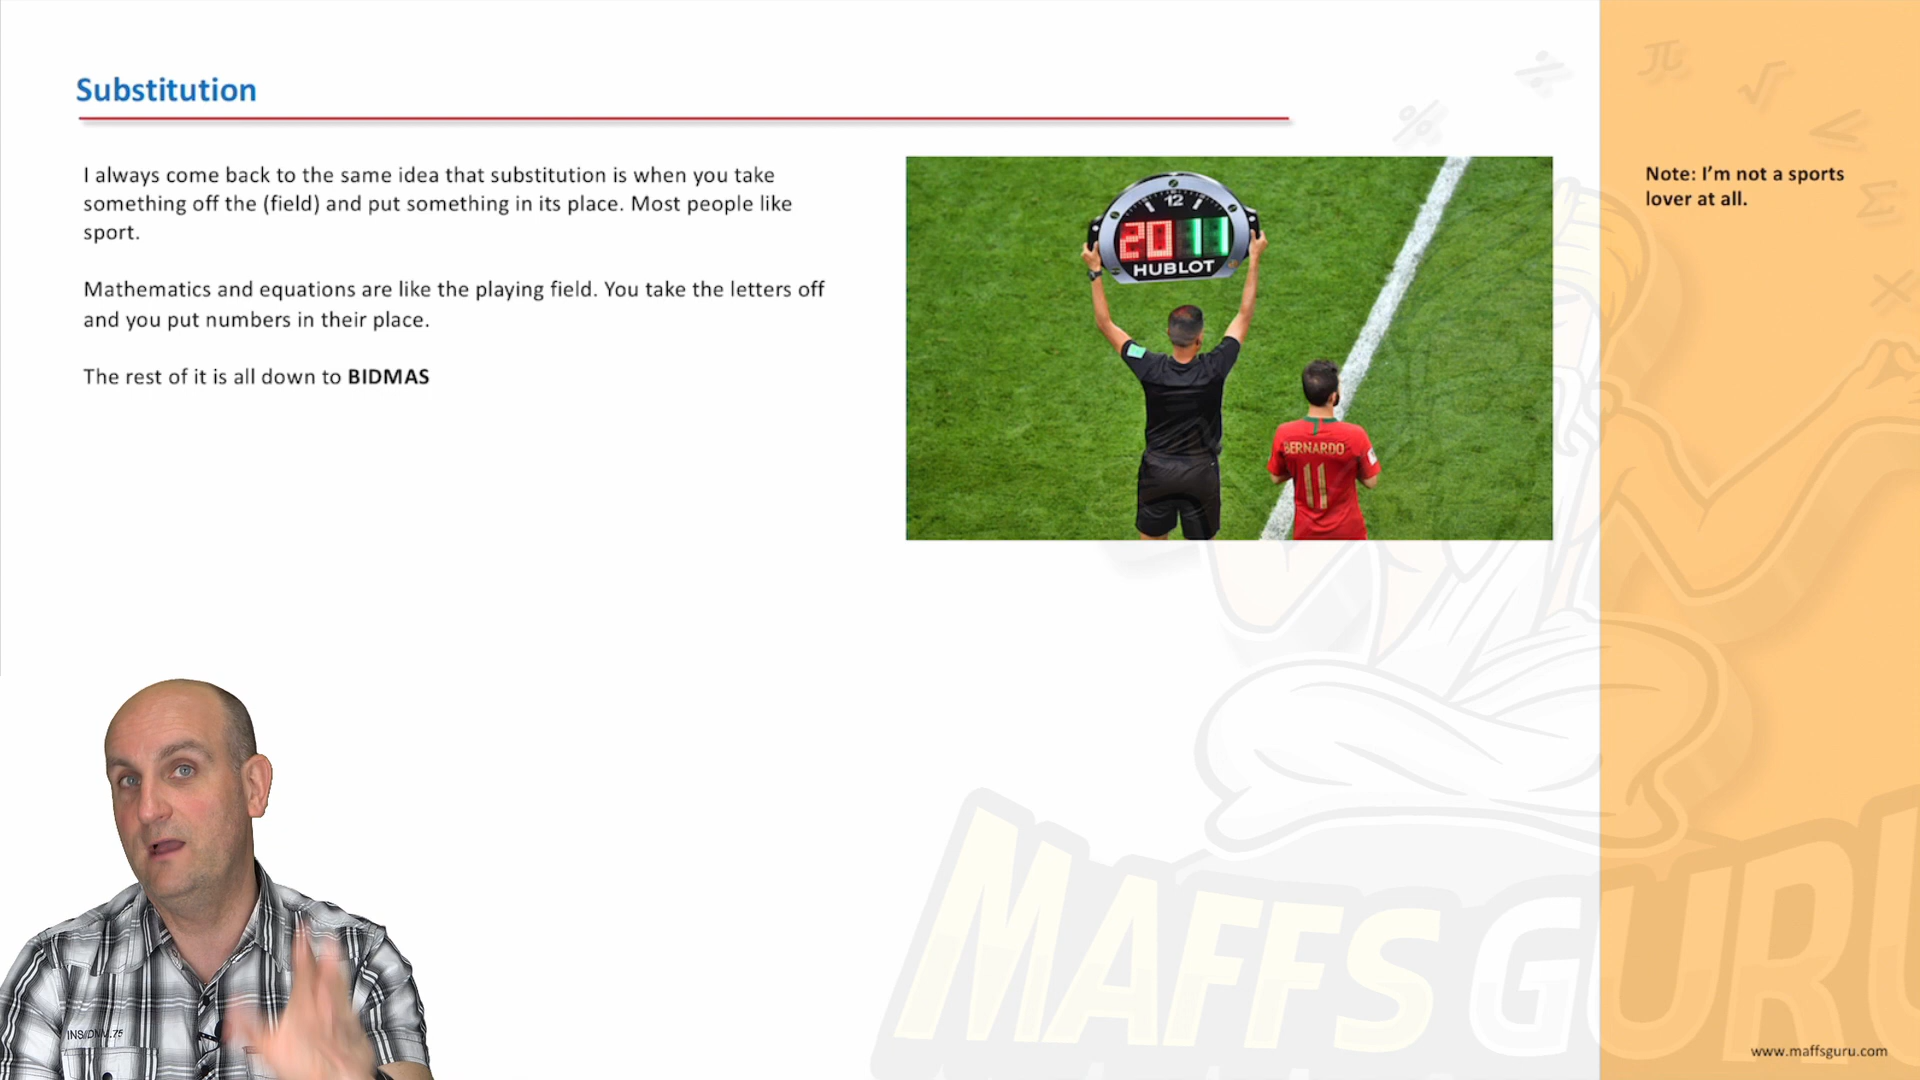 Substitution
I always come back to the same idea that substitution is when you take
something off the (field) and put something in its place. Most people like
sport.
Mathematics and equations are like the playing field. You take the letters off
and you put numbers in their place.
The rest of it is all down to BIDMAS
12
20 11
HUBLOT
BERNARDO
11
Note: I'm not a sports
lover at all.
÷ π √ % < Σ ×
MAFFS GURU
www.maffsguru.com